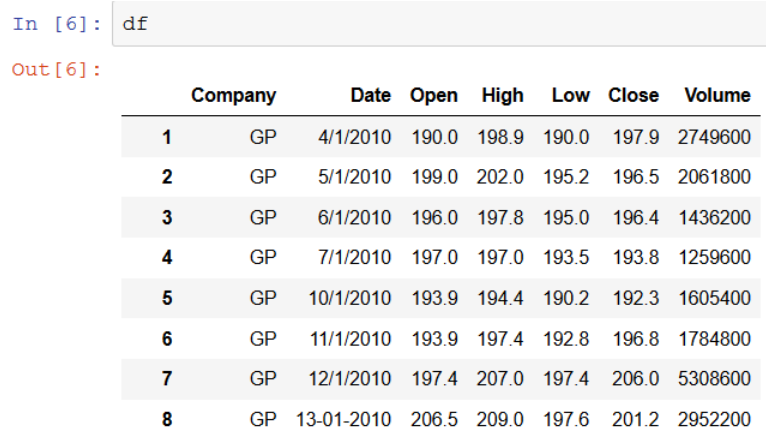 In [6]: df
Out[6]:
Company Date Open High Low Close Volume
1 GP 4/1/2010 190.0 198.9 190.0 197.9 2749600
2 GP 5/1/2010 199.0 202.0 195.2 196.5 2061800
3 GP 6/1/2010 196.0 197.8 195.0 196.4 1436200
4 GP 7/1/2010 197.0 197.0 193.5 193.8 1259600
5 GP 10/1/2010 193.9 194.4 190.2 192.3 1605400
6 GP 11/1/2010 193.9 197.4 192.8 196.8 1784800
7 GP 12/1/2010 197.4 207.0 197.4 206.0 5308600
8 GP 13-01-2010 206.5 209.0 197.6 201.2 2952200